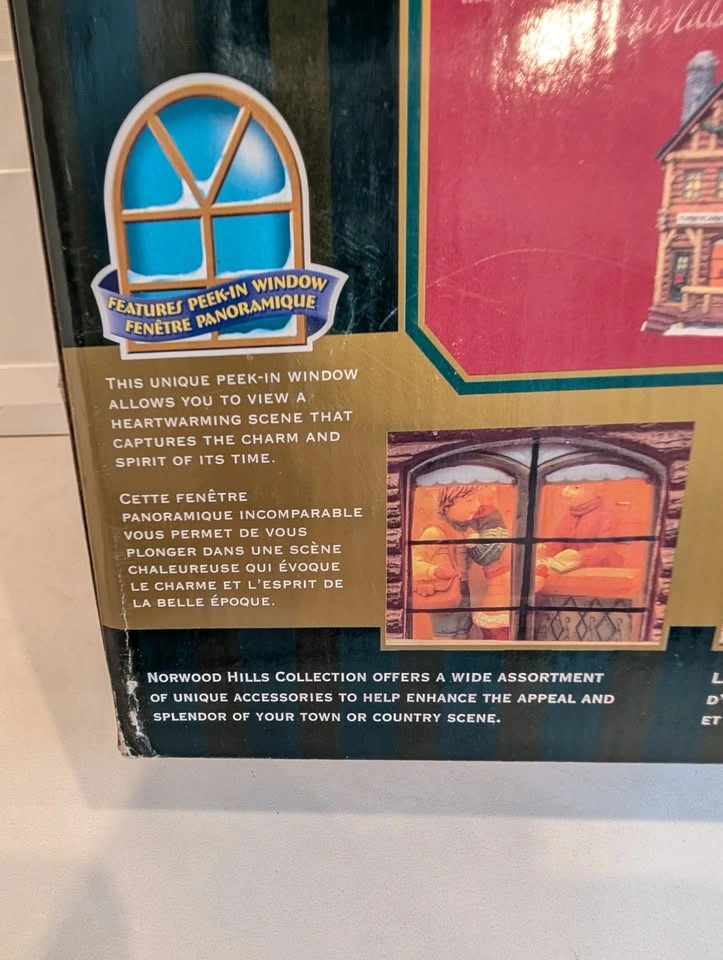 FEATURES PEEK-IN WINDOW
FENÊTRE PANORAMIQUE
THIS UNIQUE PEEK-IN WINDOW
ALLOWS YOU TO VIEW A
HEARTWARMING SCENE THAT
CAPTURES THE CHARM AND
SPIRIT OF ITS TIME.
CETTE FENÊTRE
PANORAMIQUE INCOMPARABLE
VOUS PERMET DE VOUS
PLONGER DANS UNE SCÈNE
CHALEUREUSE QUI ÉVOQUE
LE CHARME ET L'ESPRIT DE
LA BELLE ÉPOQUE.
NORWOOD HILLS COLLECTION OFFERS A WIDE ASSORTMENT
OF UNIQUE ACCESSORIES TO HELP ENHANCE THE APPEAL AND
SPLENDOR OF YOUR TOWN OR COUNTRY SCENE.
L
D'
ET